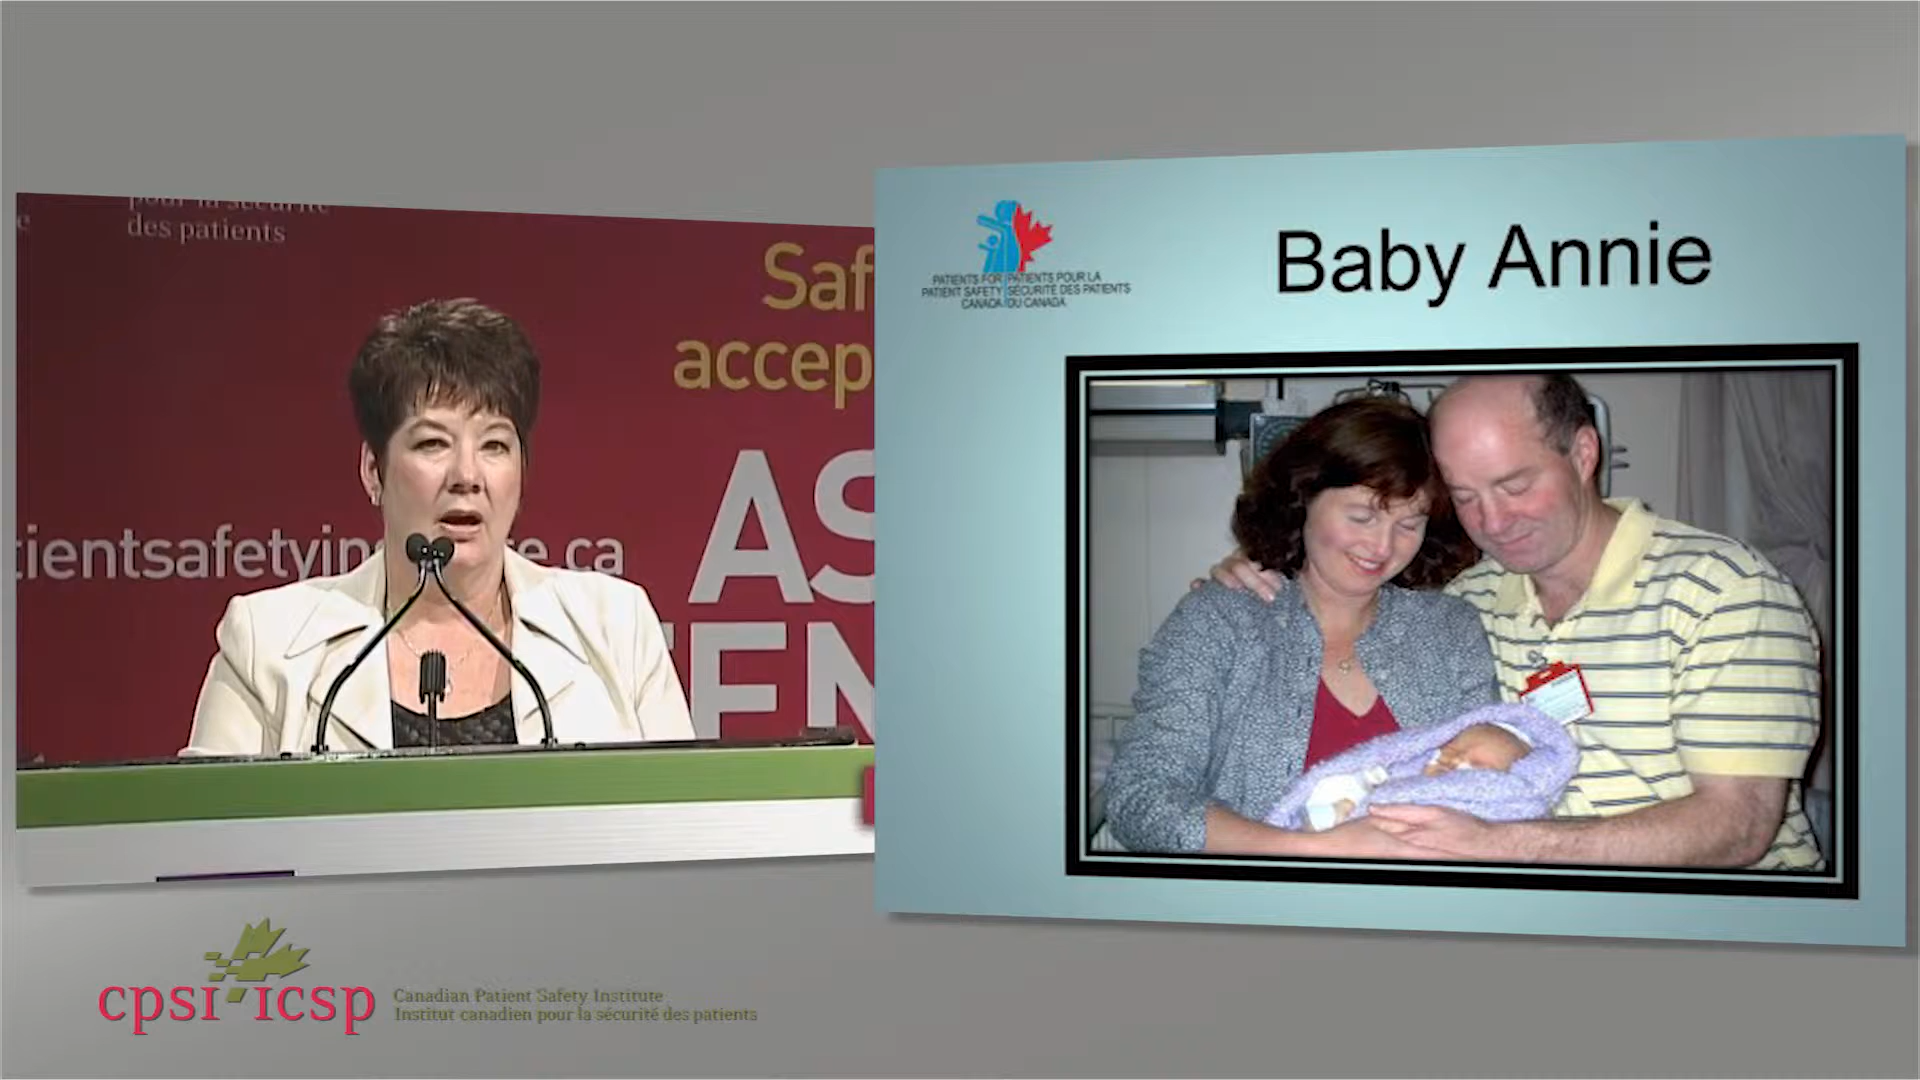 pour la sécurité
des patients
Saf
accep
tientsafetyin te.ca
AS
EN
PATIENTS FOR PATIENTS POUR LA
PATIENT SAFETY SÉCURITÉ DES PATIENTS
CANADA DU CANADA
Baby Annie
cpsi icsp
Canadian Patient Safety Institute
Institut canadien pour la sécurité des patients